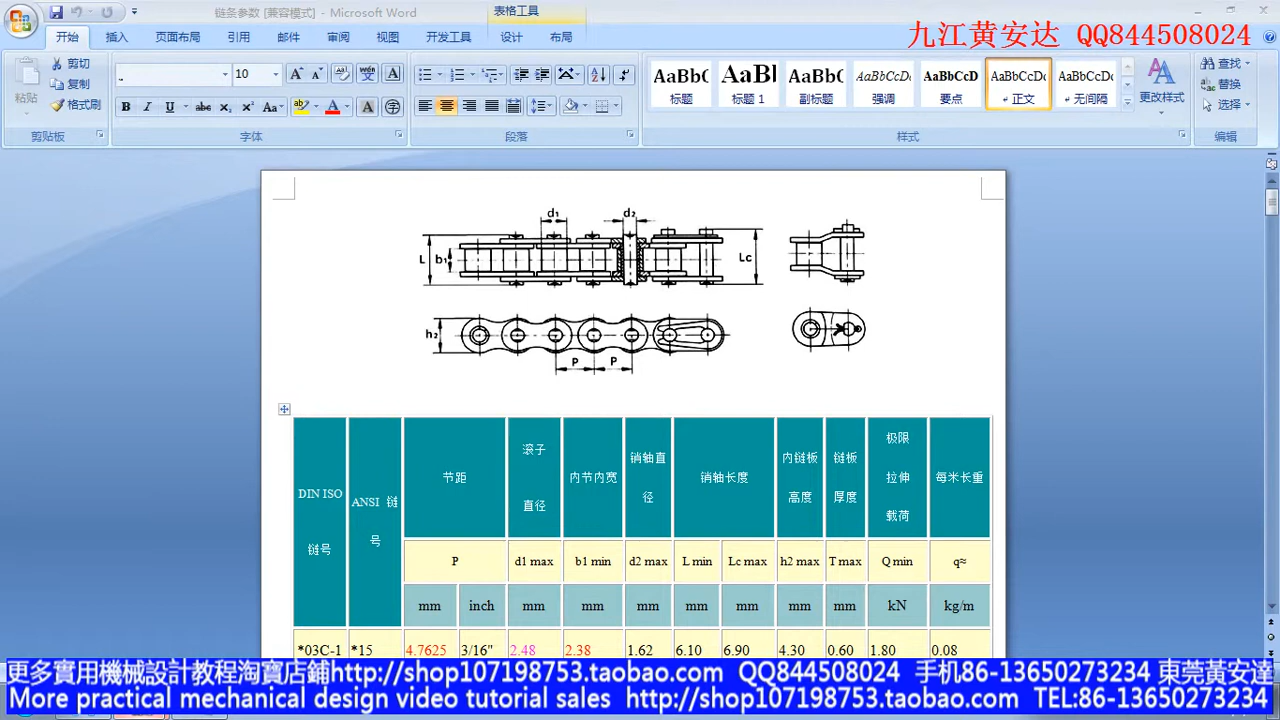 链条参数 [兼容模式] - Microsoft Word
表格工具
开始 插入 页面布局 引用 邮件 审阅 视图 开发工具 设计 布局
九江黄安达 QQ844508024
粘贴 剪切 复制 格式刷
10
AaBbC AaBbl AaBbC AaBbCcDc AaBbCcD AaBbCcDc AaBbCcDc
标题 标题 1 副标题 强调 要点 正文 无间隔
更改样式
查找 替换 选择
剪贴板 字体 段落 样式 编辑
d1 d2
L b1 Lc
h2
P P
DIN ISO
链号
ANSI 链
号
节距
滚子
直径
内节内宽
销轴直
径
销轴长度
内链板
高度
链板
厚度
极限
拉伸
载荷
每米长重
P d1 max b1 min d2 max L min Lc max h2 max T max Q min q≈
mm inch mm mm mm mm mm mm mm kN kg/m
*03C-1 *15 4.7625 3/16" 2.48 2.38 1.62 6.10 6.90 4.30 0.60 1.80 0.08
更多實用機械設計教程淘寶店鋪http://shop107198753.taobao.com QQ844508024 手机86-13650273234 東莞黃安達
More practical mechanical design video tutorial sales http://shop107198753.taobao.com TEL:86-13650273234